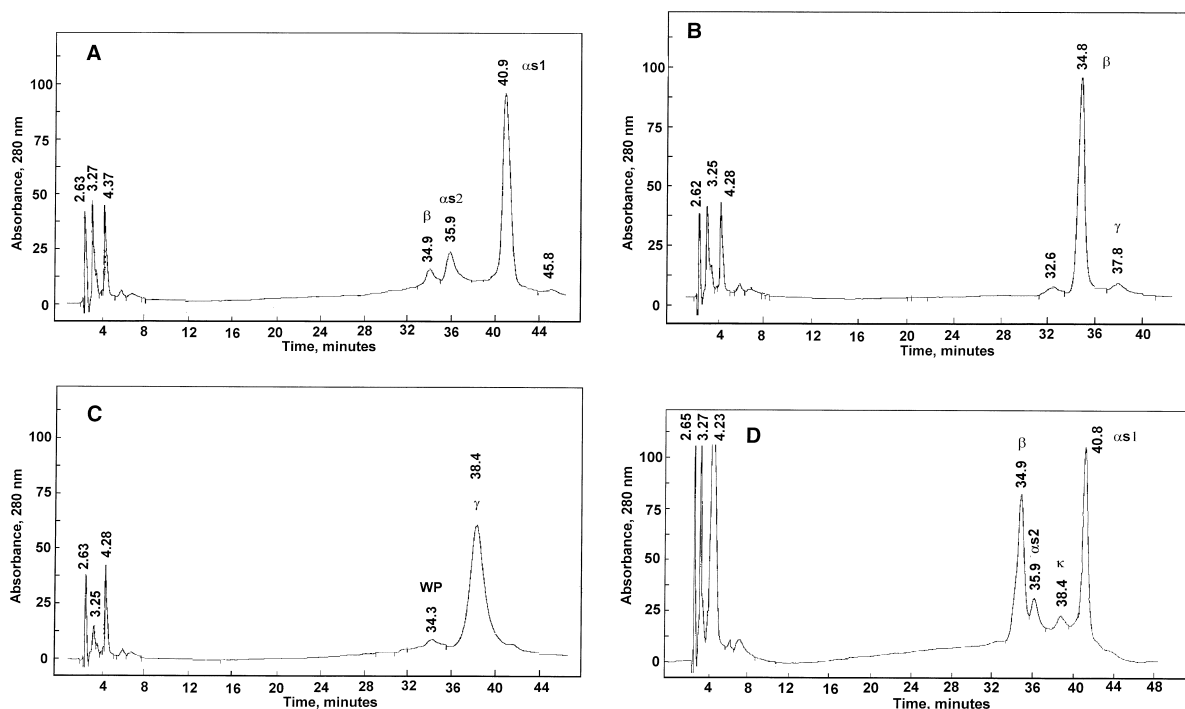 A
αs1
40.9
100
75
50
25
0
Absorbance, 280 nm
2.63
3.27
4.37
β
34.9
αs2
35.9
45.8
4 8 12 16 20 24 28 32 36 40 44
Time, minutes
B
34.8
β
100
75
50
25
0
Absorbance, 280 nm
2.62
3.25
4.28
32.6
γ
37.8
4 8 12 16 20 24 28 32 36 40
Time, minutes
C
38.4
γ
100
75
50
25
0
Absorbance, 280 nm
2.63
3.25
4.28
WP
34.3
4 8 12 16 20 24 28 32 36 40 44
Time, minutes
D
2.65
3.27
4.23
100
75
50
25
0
Absorbance, 280 nm
β
34.9
αs2
35.9
κ
38.4
αs1
40.8
4 8 12 16 20 24 28 32 36 40 44 48
Time, minutes